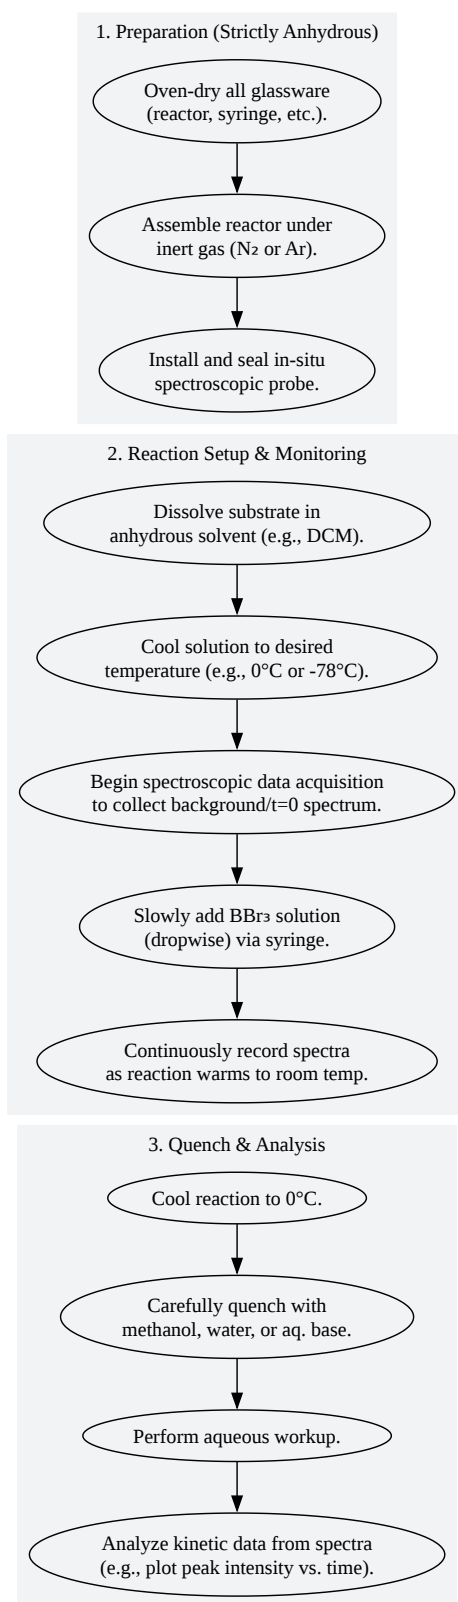 1. Preparation (Strictly Anhydrous)
Oven-dry all glassware
(reactor, syringe, etc.).
Assemble reactor under
inert gas (N₂ or Ar).
Install and seal in-situ
spectroscopic probe.
2. Reaction Setup & Monitoring
Dissolve substrate in
anhydrous solvent (e.g., DCM).
Cool solution to desired
temperature (e.g., 0°C or -78°C).
Begin spectroscopic data acquisition
to collect background/t=0 spectrum.
Slowly add BBr₃ solution
(dropwise) via syringe.
Continuously record spectra
as reaction warms to room temp.
3. Quench & Analysis
Cool reaction to 0°C.
Carefully quench with
methanol, water, or aq. base.
Perform aqueous workup.
Analyze kinetic data from spectra
(e.g., plot peak intensity vs. time).